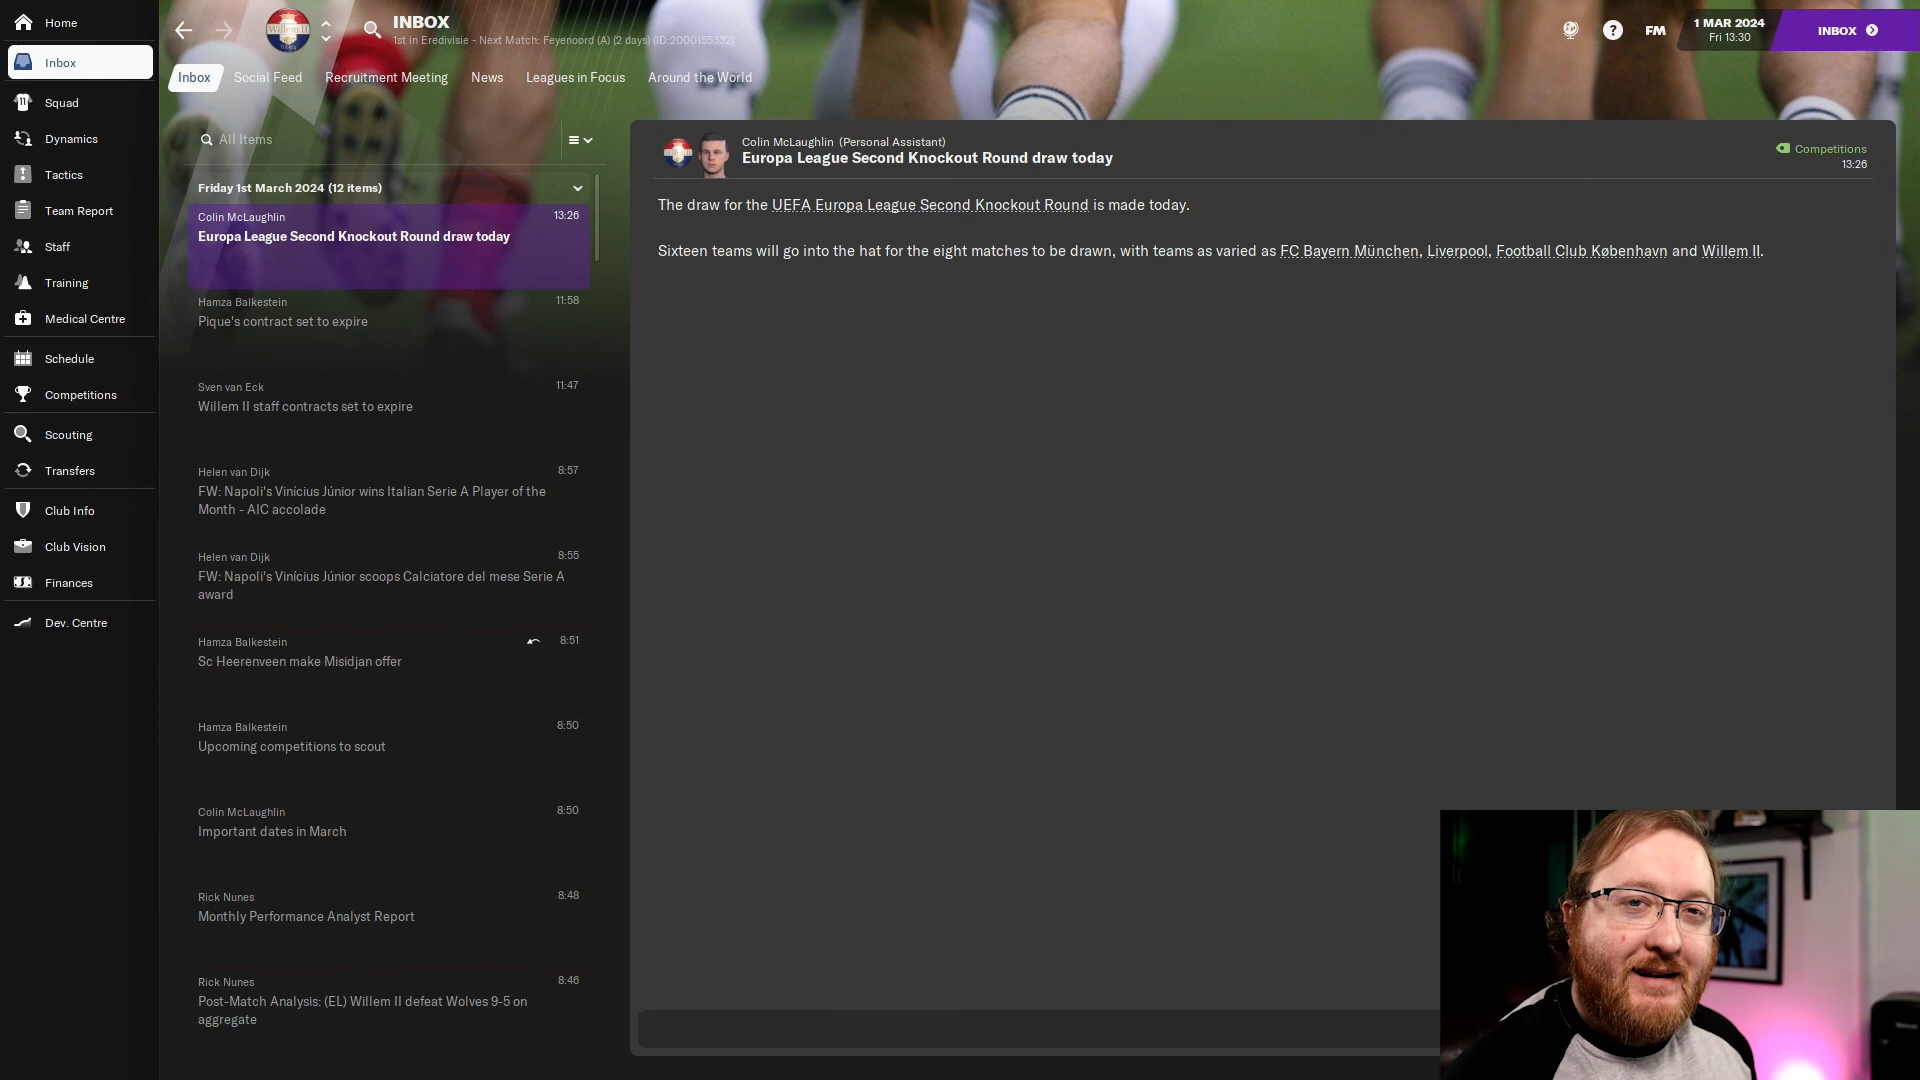 Home
Inbox
Squad
Dynamics
Tactics
Team Report
Staff
Training
Medical Centre
Schedule
Competitions
Scouting
Transfers
Club Info
Club Vision
Finances
Dev. Centre
INBOX
1st in Eredivisie - Next Match: Feyenoord (A) (2 days) (ID:2000155332)
FM
1 MAR 2024
Fri 13:30
INBOX
Inbox
Social Feed
Recruitment Meeting
News
Leagues in Focus
Around the World
All Items
Friday 1st March 2024 (12 items)
Colin McLaughlin 13:26
Europa League Second Knockout Round draw today
Hamza Balkestein 11:58
Pique's contract set to expire
Sven van Eck 11:47
Willem II staff contracts set to expire
Helen van Dijk 8:57
FW: Napoli's Vinícius Júnior wins Italian Serie A Player of the
Month - AIC accolade
Helen van Dijk 8:55
FW: Napoli's Vinícius Júnior scoops Calciatore del mese Serie A
award
Hamza Balkestein 8:51
Sc Heerenveen make Misidjan offer
Hamza Balkestein 8:50
Upcoming competitions to scout
Colin McLaughlin 8:50
Important dates in March
Rick Nunes 8:48
Monthly Performance Analyst Report
Rick Nunes 8:46
Post-Match Analysis: (EL) Willem II defeat Wolves 9-5 on
aggregate
Colin McLaughlin (Personal Assistant)
Europa League Second Knockout Round draw today
Competitions
13:26
The draw for the UEFA Europa League Second Knockout Round is made today.
Sixteen teams will go into the hat for the eight matches to be drawn, with teams as varied as FC Bayern München, Liverpool, Football Club København and Willem II.